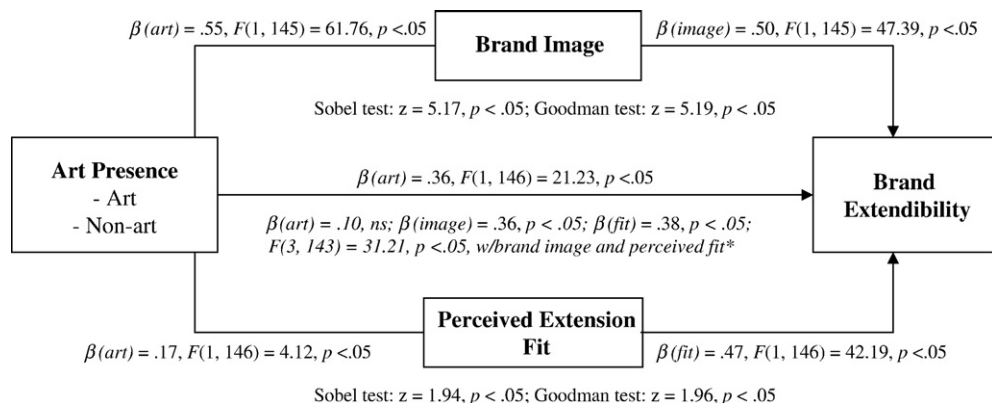 β(art) = .55, F(1, 145) = 61.76, p <.05
Brand Image
β(image) = .50, F(1, 145) = 47.39, p <.05
Sobel test: z = 5.17, p < .05; Goodman test: z = 5.19, p < .05
Art Presence
- Art
- Non-art
β(art) = .36, F(1, 146) = 21.23, p <.05
β(art) = .10, ns; β(image) = .36, p <.05; β(fit) = .38, p <.05;
F(3, 143) = 31.21, p <.05, w/brand image and perceived fit*
Brand
Extendibility
Perceived Extension
Fit
β(art) = .17, F(1, 146) = 4.12, p <.05
β(fit) = .47, F(1, 146) = 42.19, p <.05
Sobel test: z = 1.94, p < .05; Goodman test: z = 1.96, p < .05